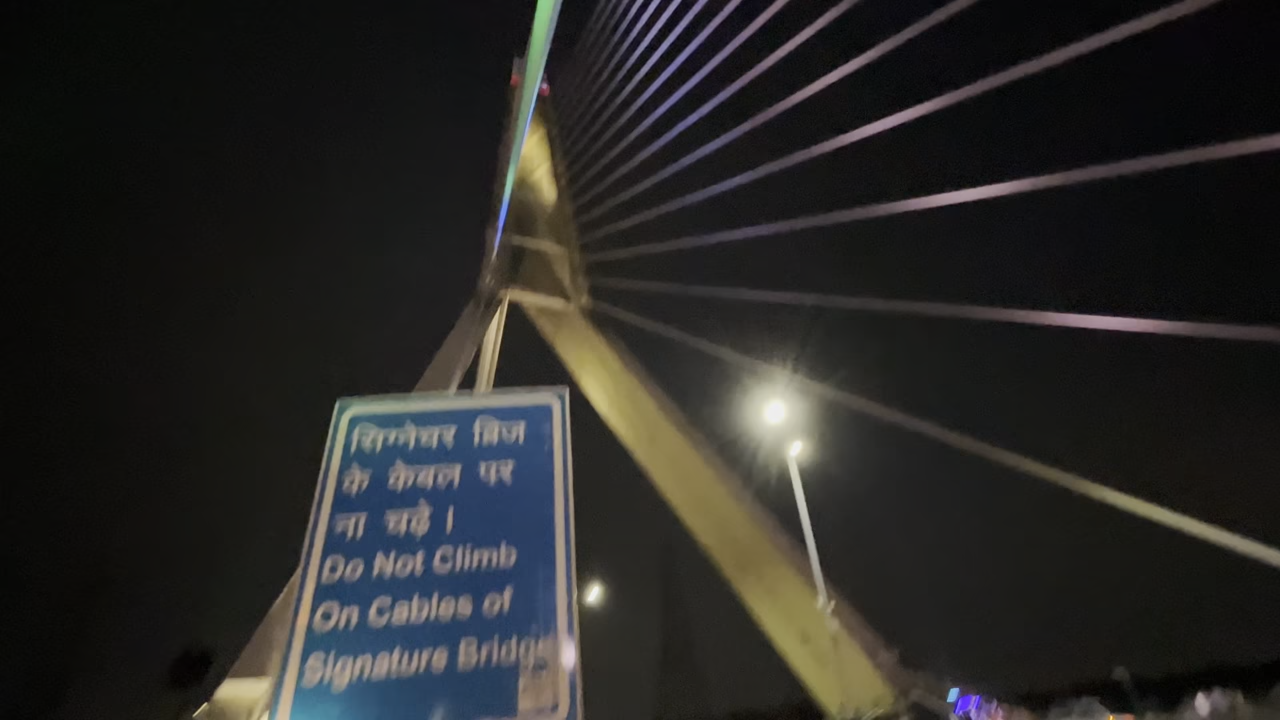 सिग्नेचर ब्रिज
के केबल पर
ना चढ़े ।
Do Not Climb
On Cables of
Signature Bridge